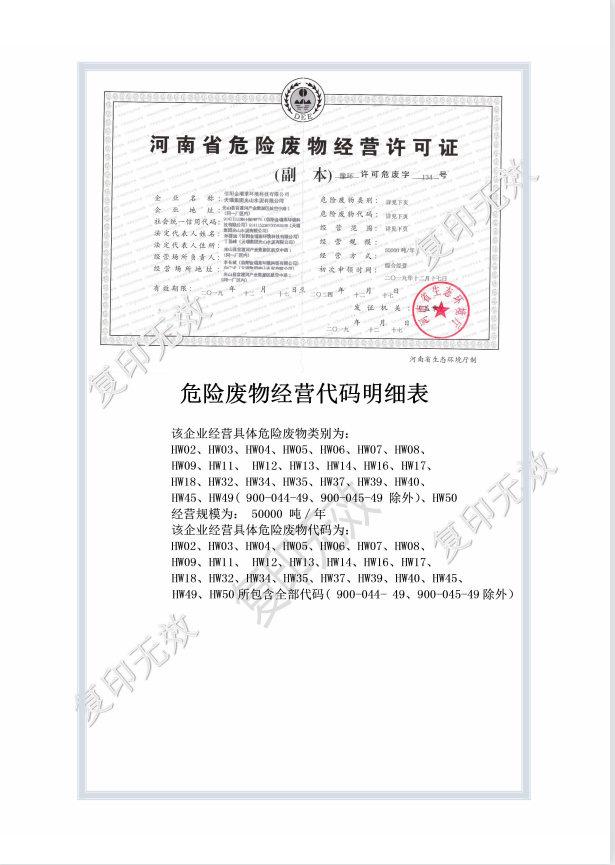 DEE
河南省危险废物经营许可证
(副 本) 豫环 许可危废字 134 号
企业名称:
企业地址:
社会统一信用代码:
法定代表人姓名:
法定代表人住所:
经营场所负责人:
经营场所地址:
有效期限: 二〇一九 年 十二 月 十七 日至 二〇二四 年 十二 月 十七 日
危险废物类别: 详见下页
危险废物代码: 详见下页
经营范围: 详见下页
经营规模: 50000 吨/年
经营方式: 综合经营
初次申领时间: 二〇一九年十二月十七日
发证机关:
二〇一九 年 十二 月 十七 日
河南省生态环境厅
河南省生态环境厅制
危险废物经营代码明细表
该企业经营具体危险废物类别为:
HW02、HW03、HW04、HW05、HW06、HW07、HW08、
HW09、HW11、 HW12、HW13、HW14、HW16、HW17、
HW18、HW32、HW34、HW35、HW37、HW39、HW40、
HW45、HW49( 900-044-49、900-045-49 除外)、HW50
经营规模为: 50000 吨 / 年
该企业经营具体危险废物代码为:
HW02、HW03、HW04、HW05、HW06、HW07、HW08、
HW09、HW11、 HW12、HW13、HW14、HW16、HW17、
HW18、HW32、HW34、HW35、HW37、HW39、HW40、HW45、
HW49、HW50 所包含全部代码( 900-044- 49、900-045-49 除外)
复印无效
复印无效
复印无效
复印无效
复印无效